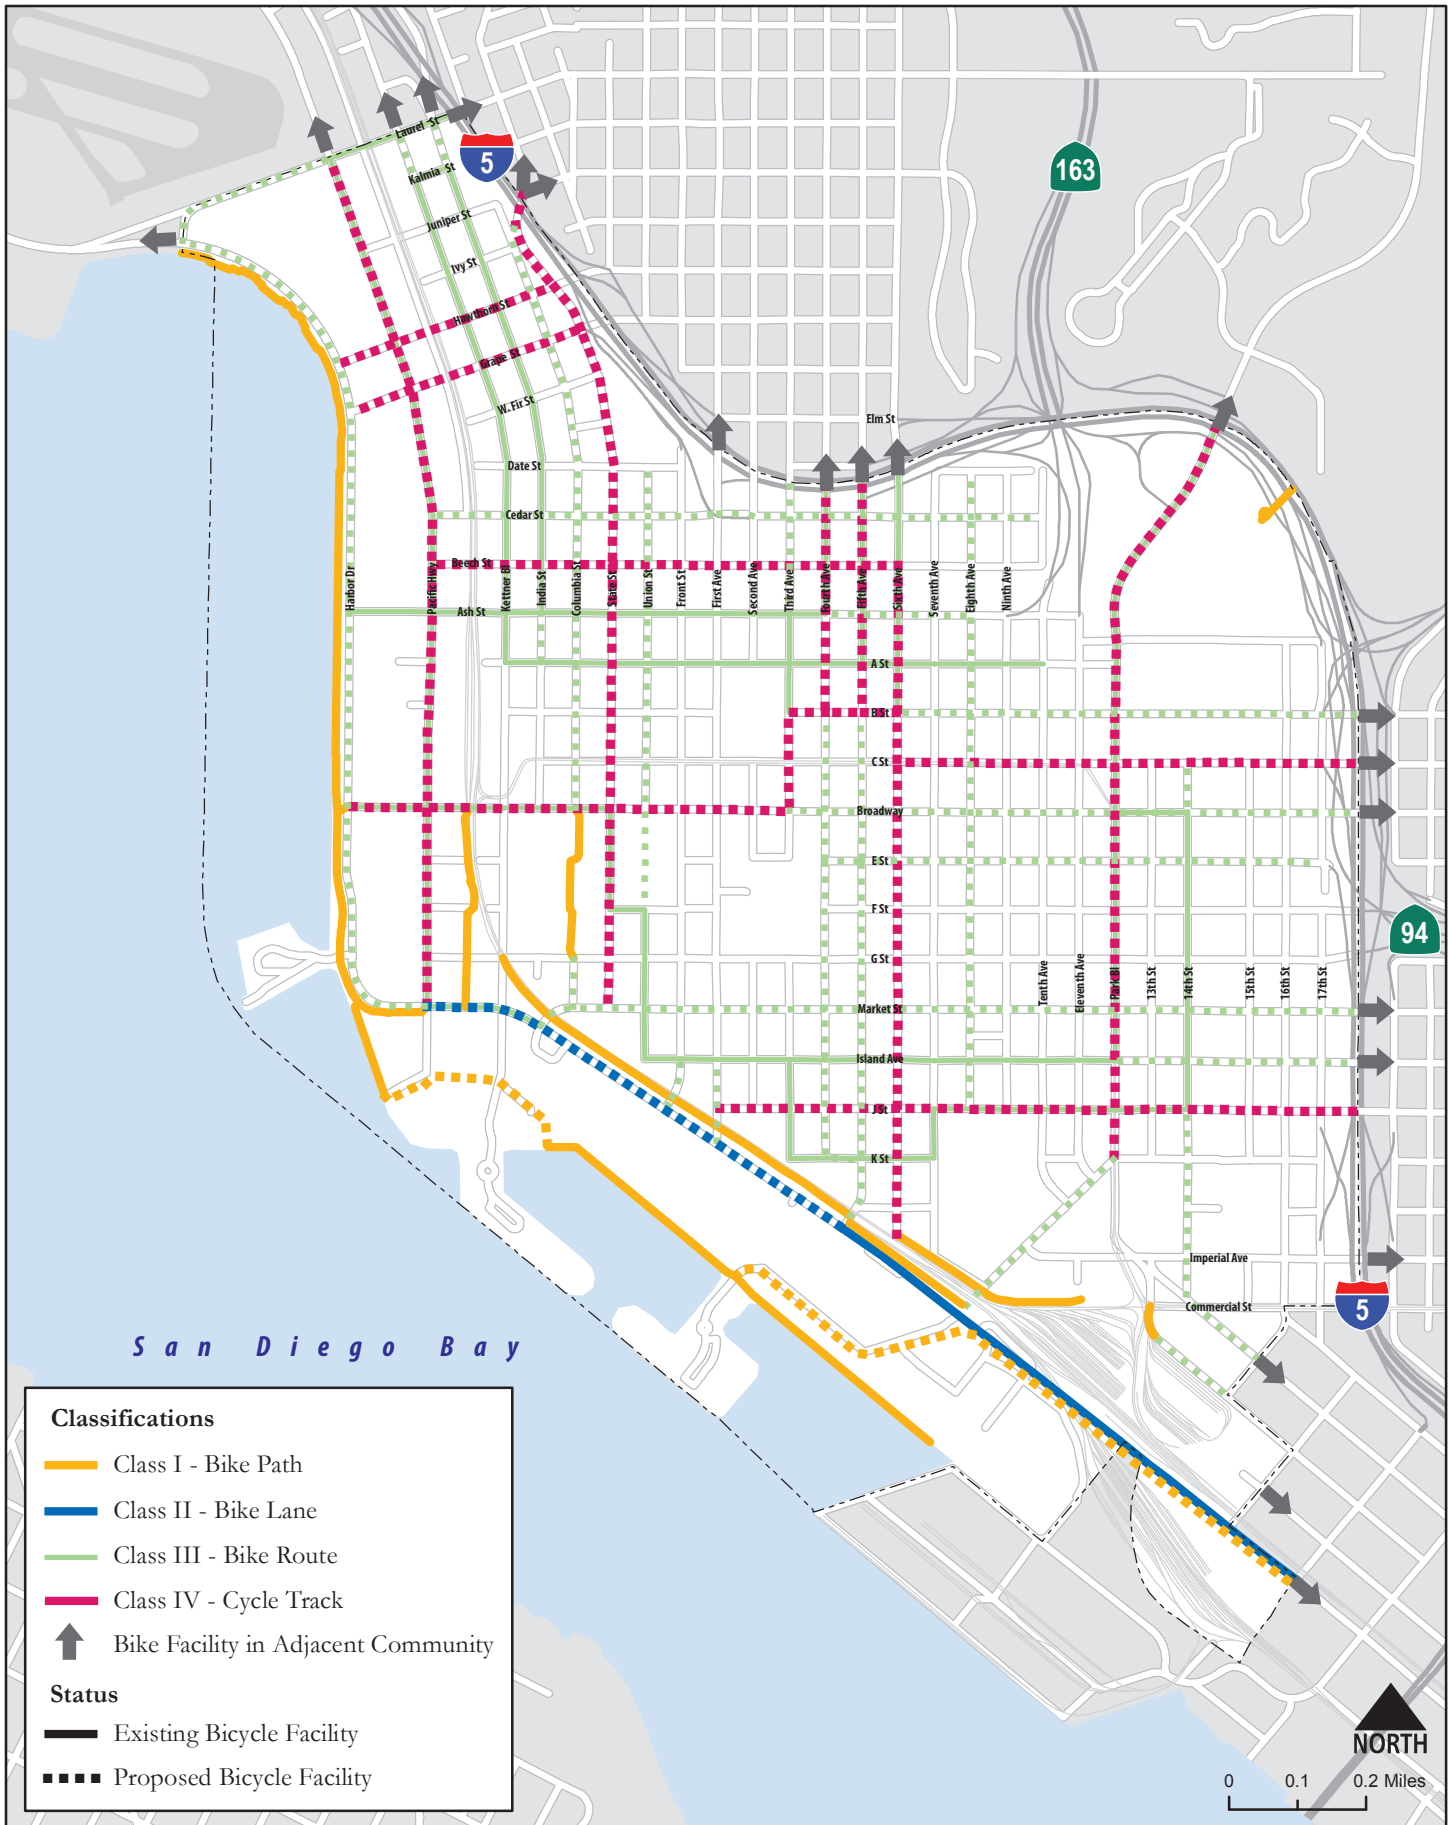 Laurel St
5
163
Kalmia St
Juniper St
Ivy St
Hawthorn St
Grape St
W. Fir St
Elm St
Date St
Cedar St
Beech St
Harbor Dr
Pacific Hwy
Kettner Bl
India St
Columbia St
State St
Union St
Front St
First Ave
Second Ave
Third Ave
Fourth Ave
Fifth Ave
Sixth Ave
Seventh Ave
Eighth Ave
Ninth Ave
Ash St
A St
B St
C St
Broadway
E St
F St
94
G St
Tenth Ave
Eleventh Ave
Park Bl
13th St
14th St
15th St
16th St
17th St
Market St
Island Ave
J St
K St
Imperial Ave
Commercial St
5
San Diego Bay
Classifications
Class I - Bike Path
Class II - Bike Lane
Class III - Bike Route
Class IV - Cycle Track
Bike Facility in Adjacent Community
Status
Existing Bicycle Facility
Proposed Bicycle Facility
NORTH
0 0.1 0.2 Miles